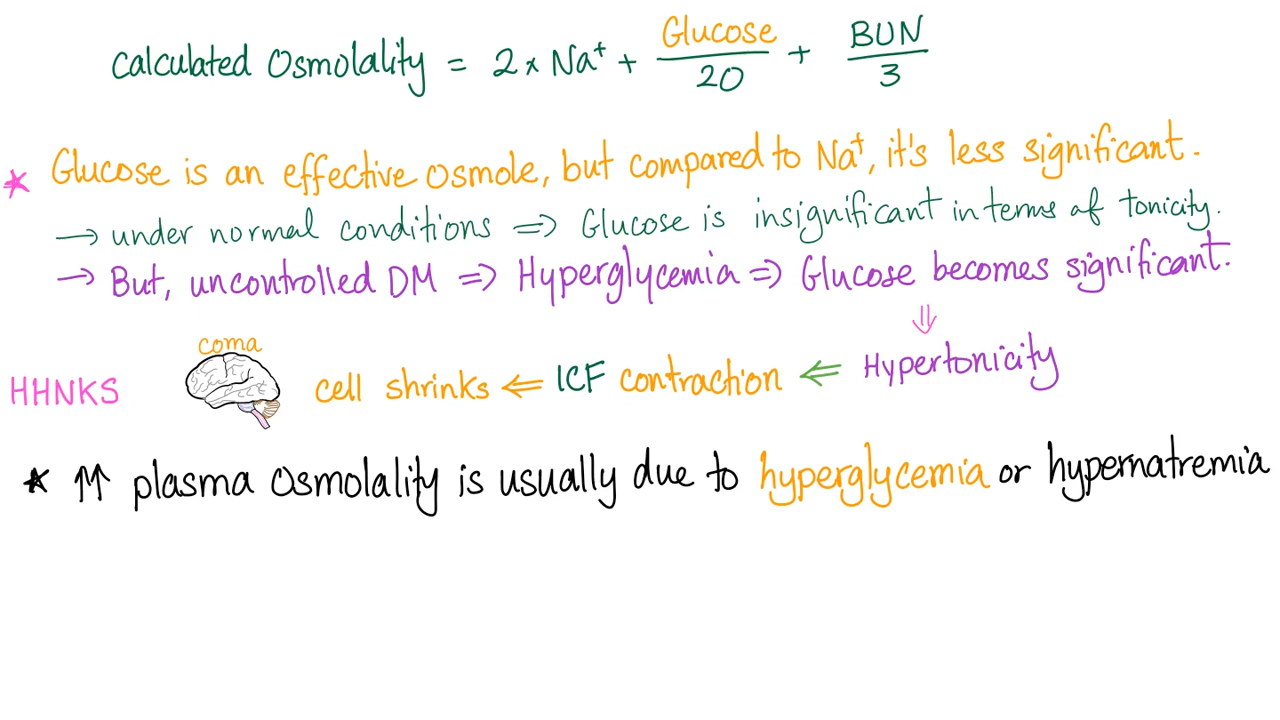 Calculated Osmolality = 2 x Na⁺ + Glucose/20 + BUN/3
* Glucose is an effective osmole, but compared to Na⁺, it's less significant.
→ under normal conditions ⇒ Glucose is insignificant in terms of tonicity.
→ But, uncontrolled DM ⇒ Hyperglycemia ⇒ Glucose becomes significant.
⇓
coma
HHNKS cell shrinks ⇐ ICF contraction ⇐ Hypertonicity
* ↑↑ plasma osmolality is usually due to hyperglycemia or hypernatremia